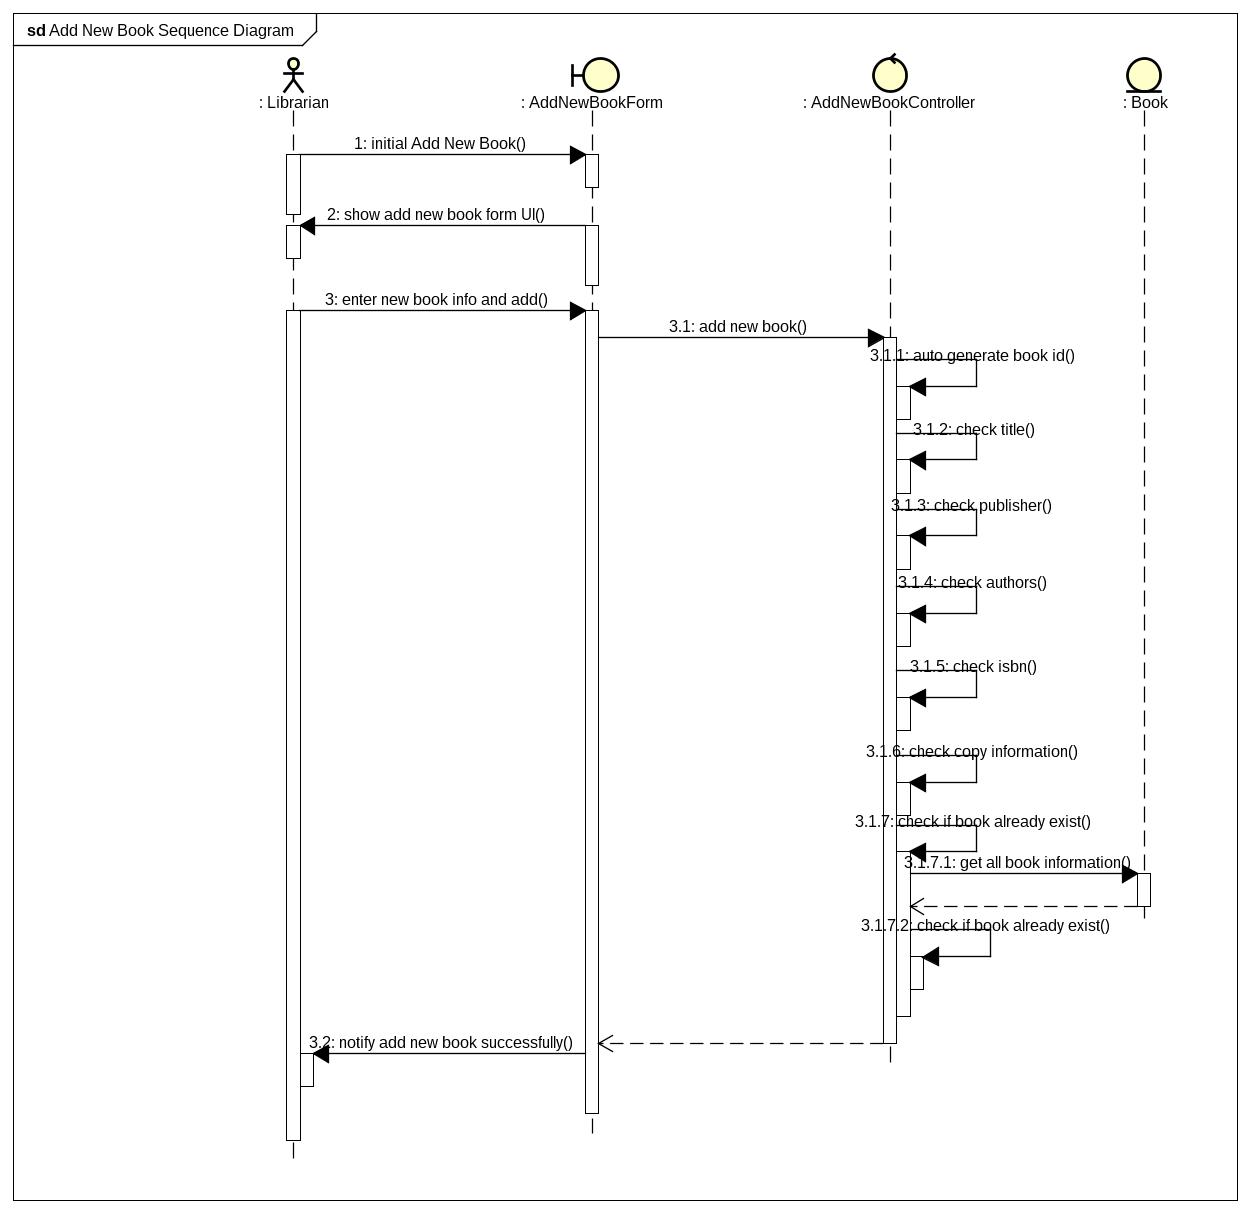 sd Add New Book Sequence Diagram
: Librarian
: AddNewBookForm
: AddNewBookController
: Book
1: initial Add New Book()
2: show add new book form UI()
3: enter new book info and add()
3.1: add new book()
3.1.1: auto generate book id()
3.1.2: check title()
3.1.3: check publisher()
3.1.4: check authors()
3.1.5: check isbn()
3.1.6: check copy information()
3.1.7: check if book already exist()
3.1.7.1: get all book information()
3.1.7.2: check if book already exist()
3.2: notify add new book successfully()